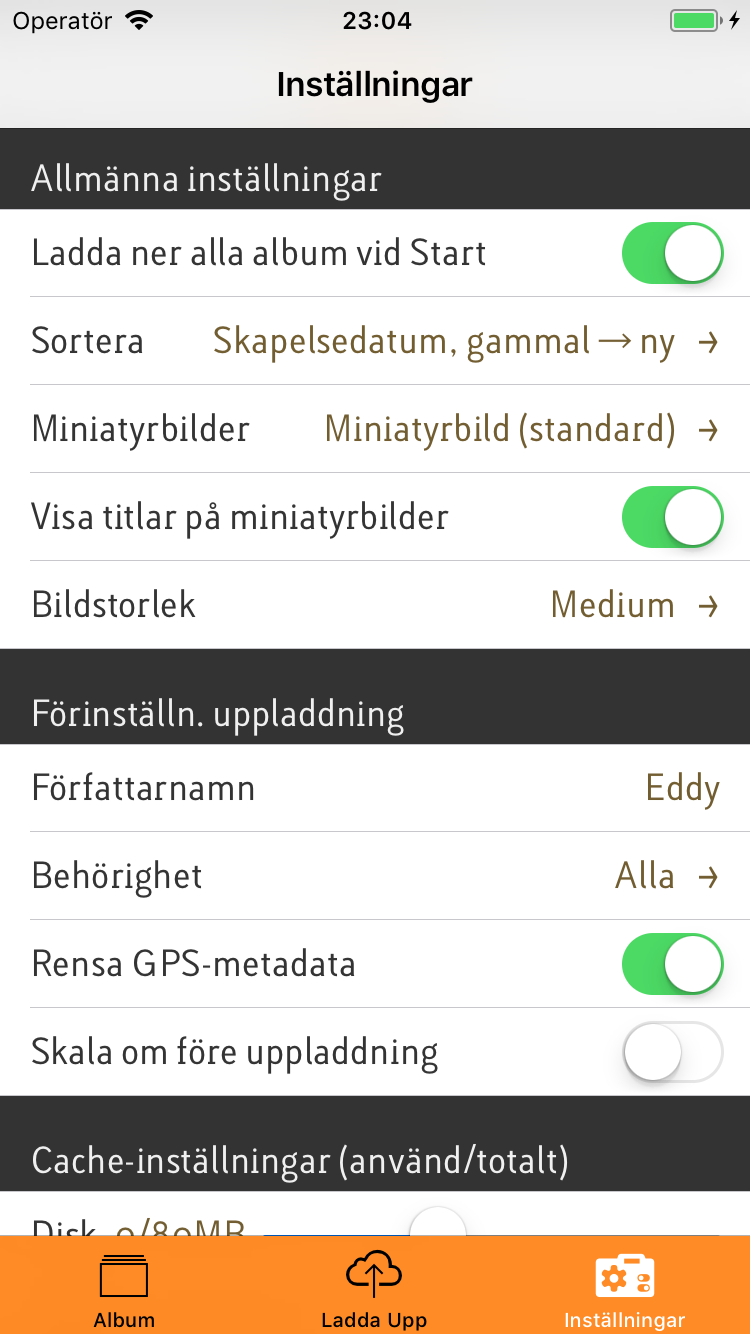 Operatör 23:04
Inställningar
Allmänna inställningar
Ladda ner alla album vid Start
Sortera Skapelsedatum, gammal → ny →
Miniatyrbilder Miniatyrbild (standard) →
Visa titlar på miniatyrbilder
Bildstorlek Medium →
Förinställn. uppladdning
Författarnamn Eddy
Behörighet Alla →
Rensa GPS-metadata
Skala om före uppladdning
Cache-inställningar (använd/totalt)
Disk 0/80MB
Album Ladda Upp Inställningar